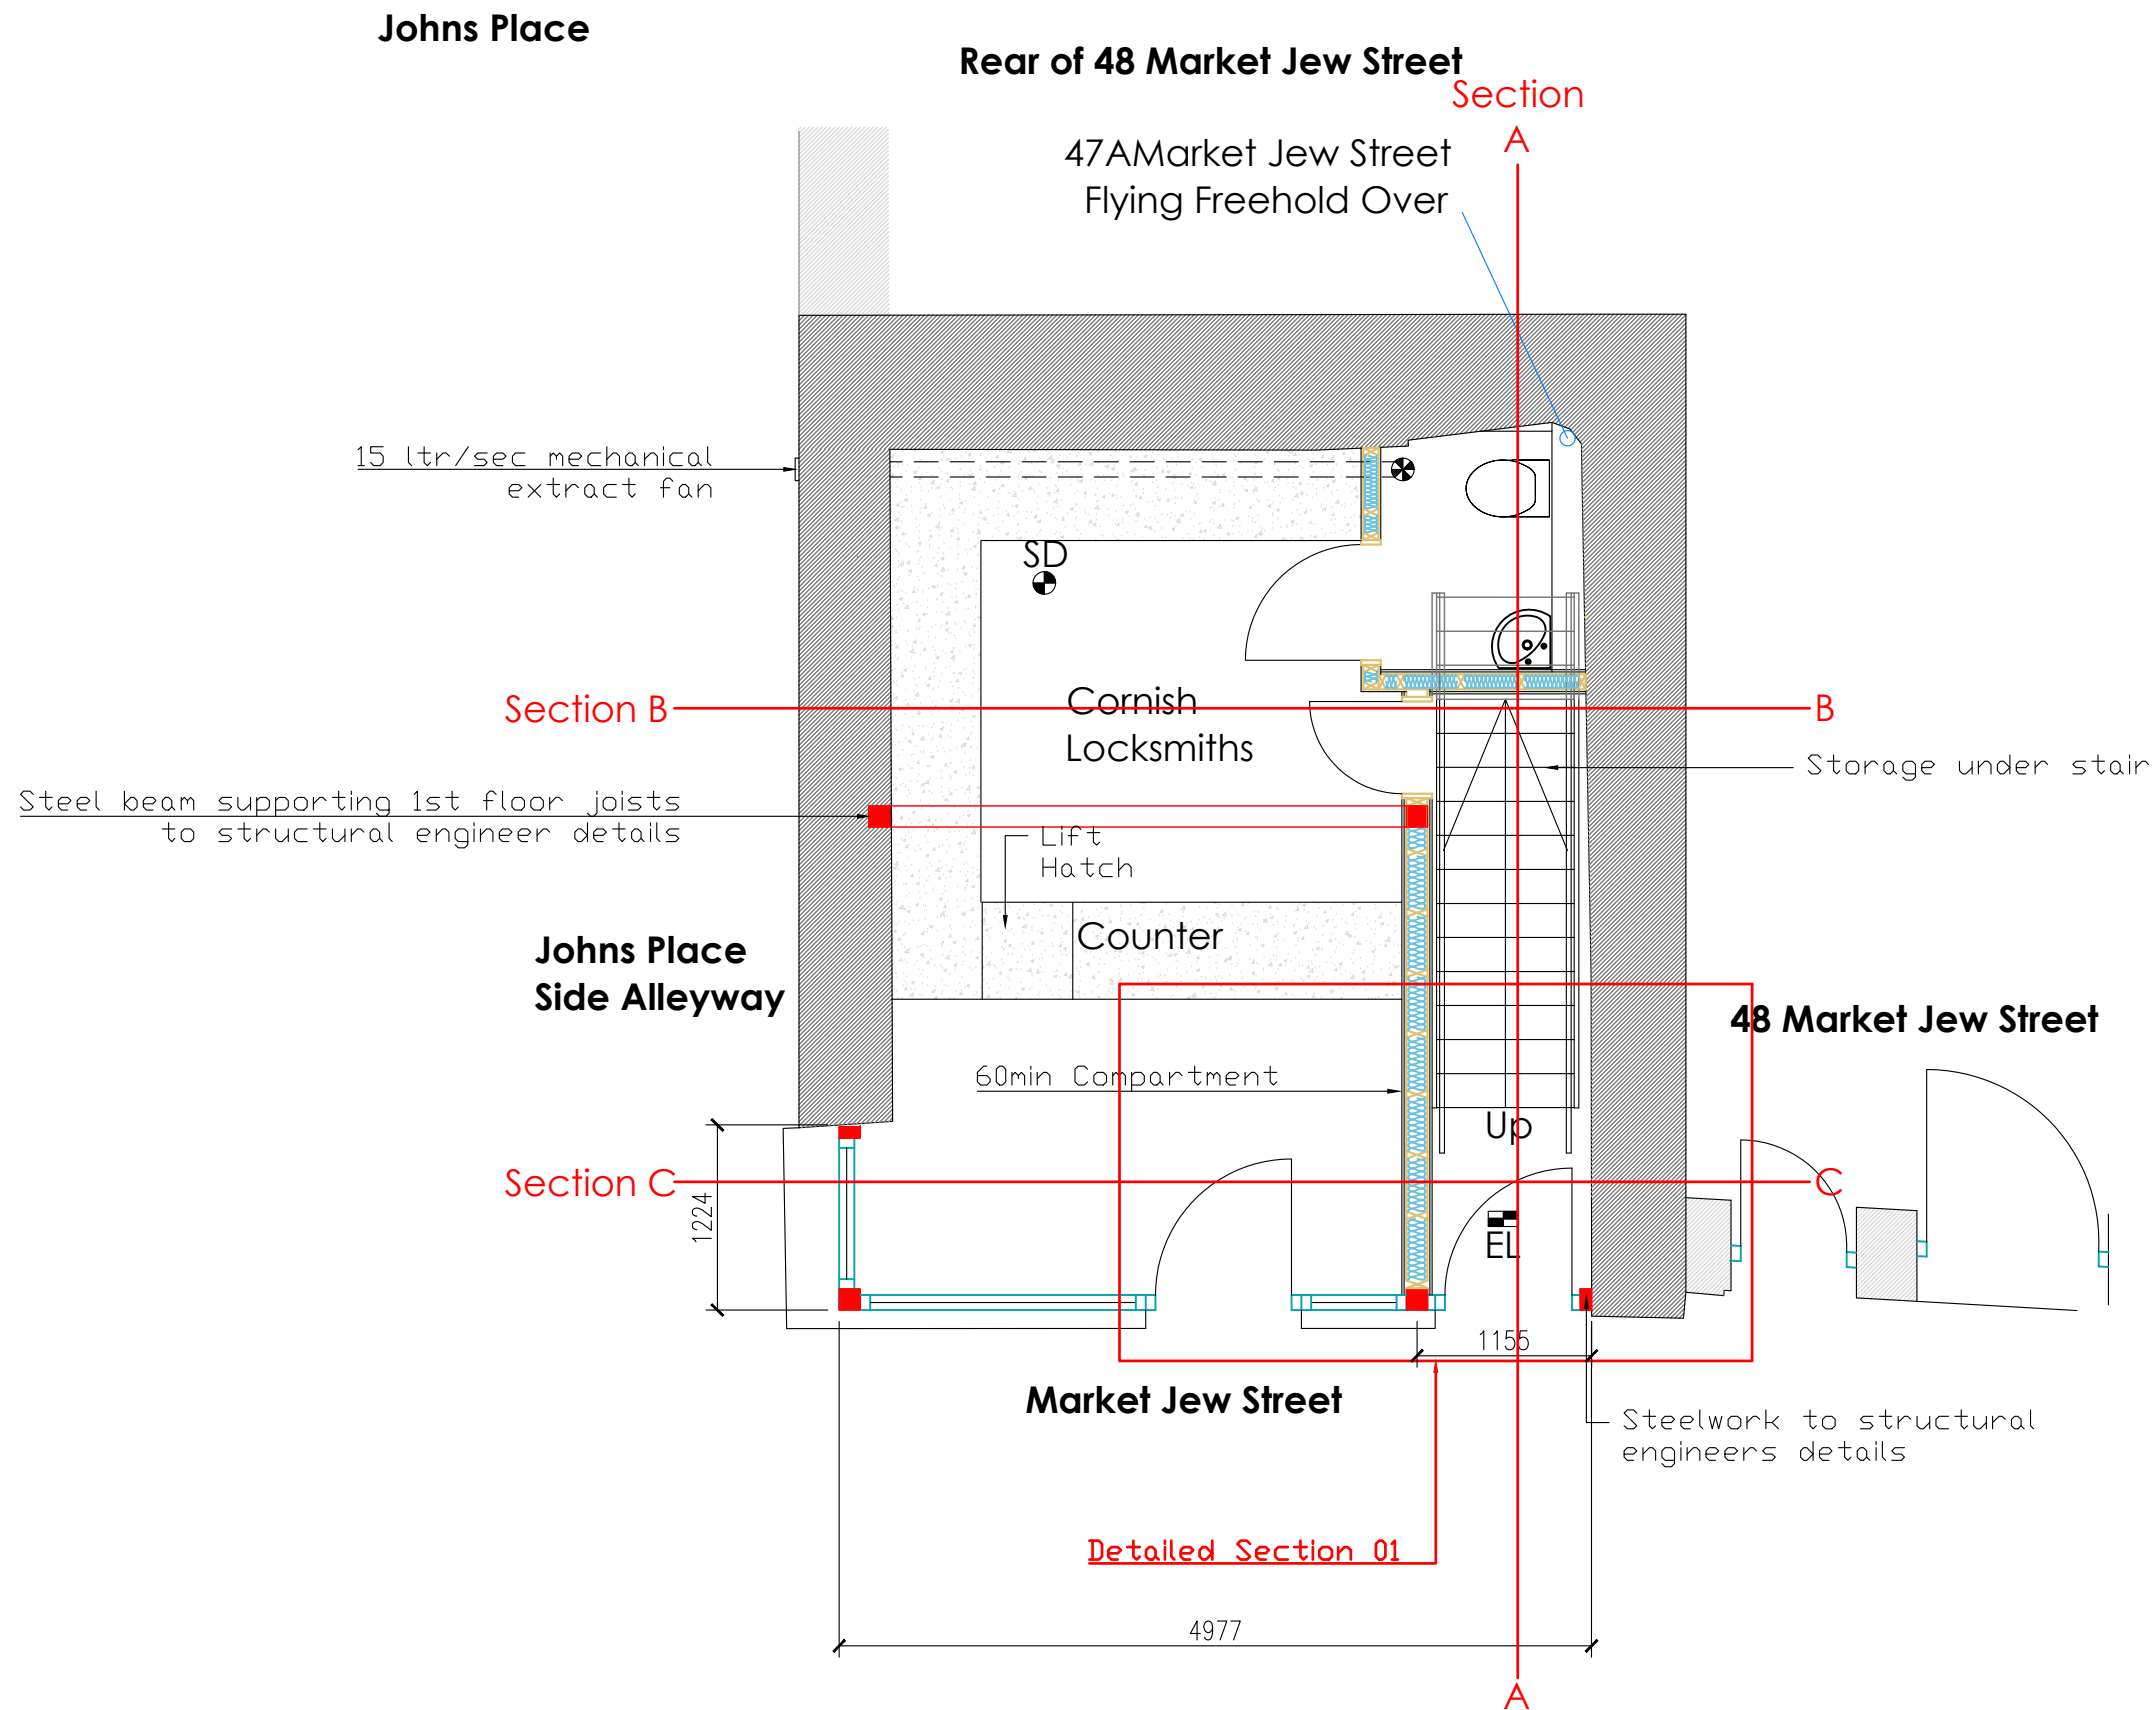 Johns Place
Rear of 48 Market Jew Street
Section
A
47AMarket Jew Street
Flying Freehold Over
15 ltr/sec mechanical
extract fan
SD
Section B
B
Cornish
Locksmiths
Storage under stair
Steel beam supporting 1st floor joists
to structural engineer details
Lift
Hatch
Counter
Johns Place
Side Alleyway
48 Market Jew Street
60min Compartment
Up
Section C
C
1224
EL
1155
Market Jew Street
Steelwork to structural
engineers details
Detailed Section 01
4977
A